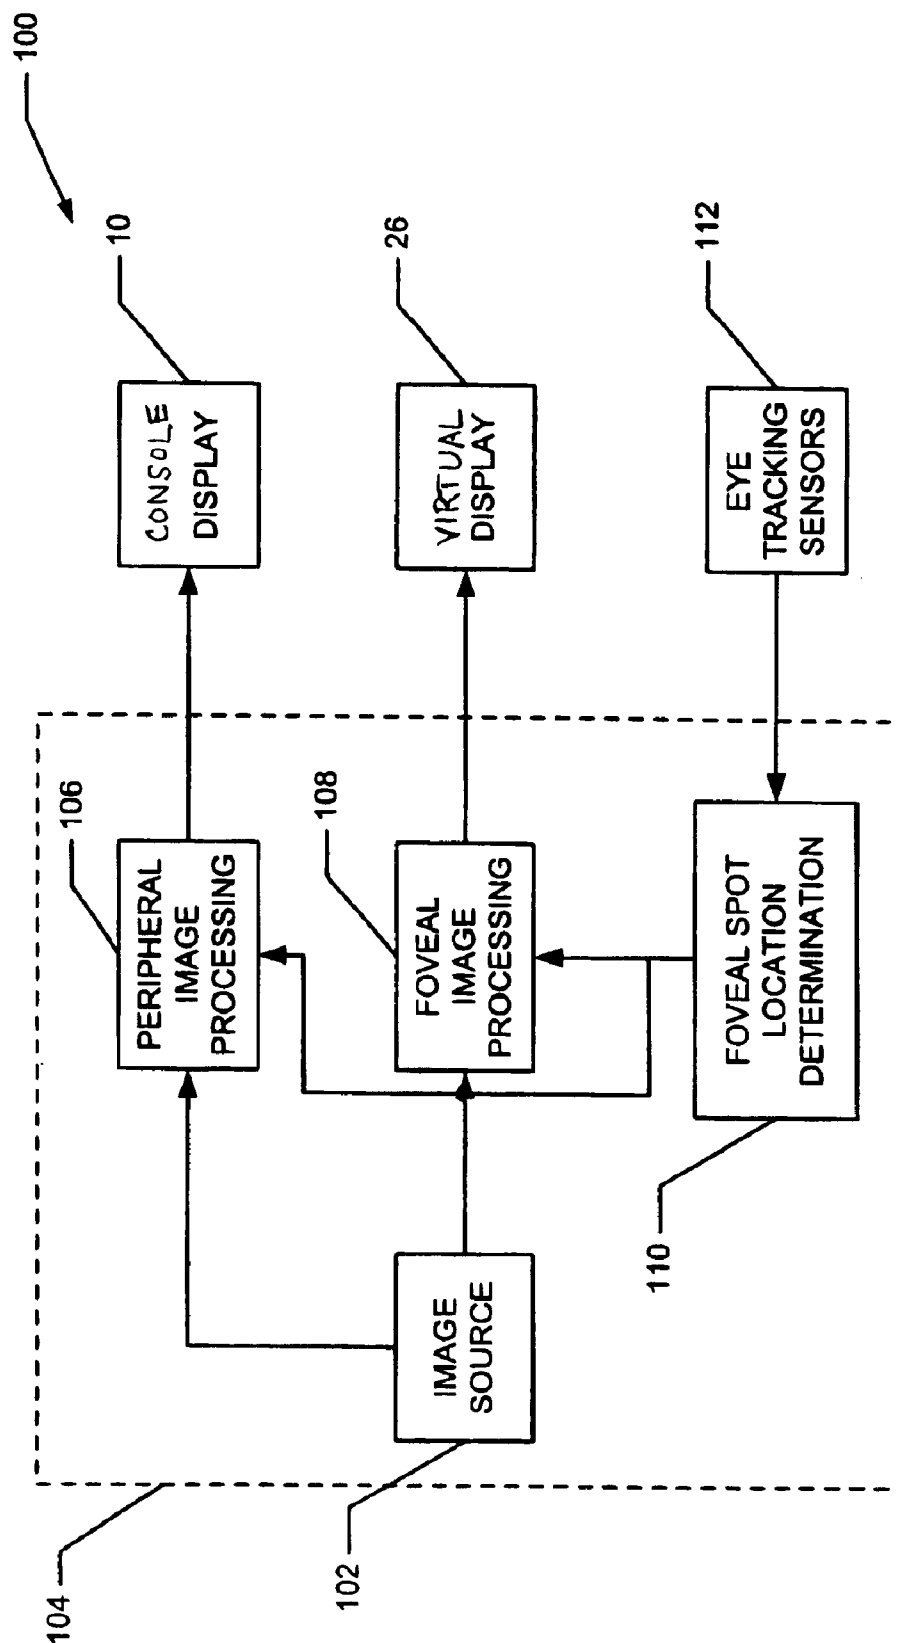 100
10
CONSOLE
DISPLAY
26
VIRTUAL
DISPLAY
112
EYE
TRACKING
SENSORS
106
PERIPHERAL
IMAGE
PROCESSING
108
FOVEAL
IMAGE
PROCESSING
FOVEAL SPOT
LOCATION
DETERMINATION
110
IMAGE
SOURCE
102
104